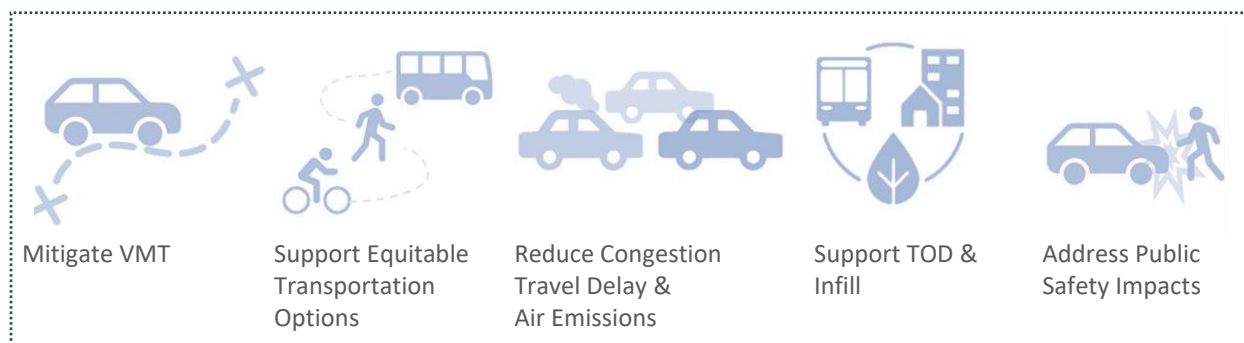 Mitigate VMT
Support Equitable
Transportation
Options
Reduce Congestion
Travel Delay &
Air Emissions
Support TOD &
Infill
Address Public
Safety Impacts